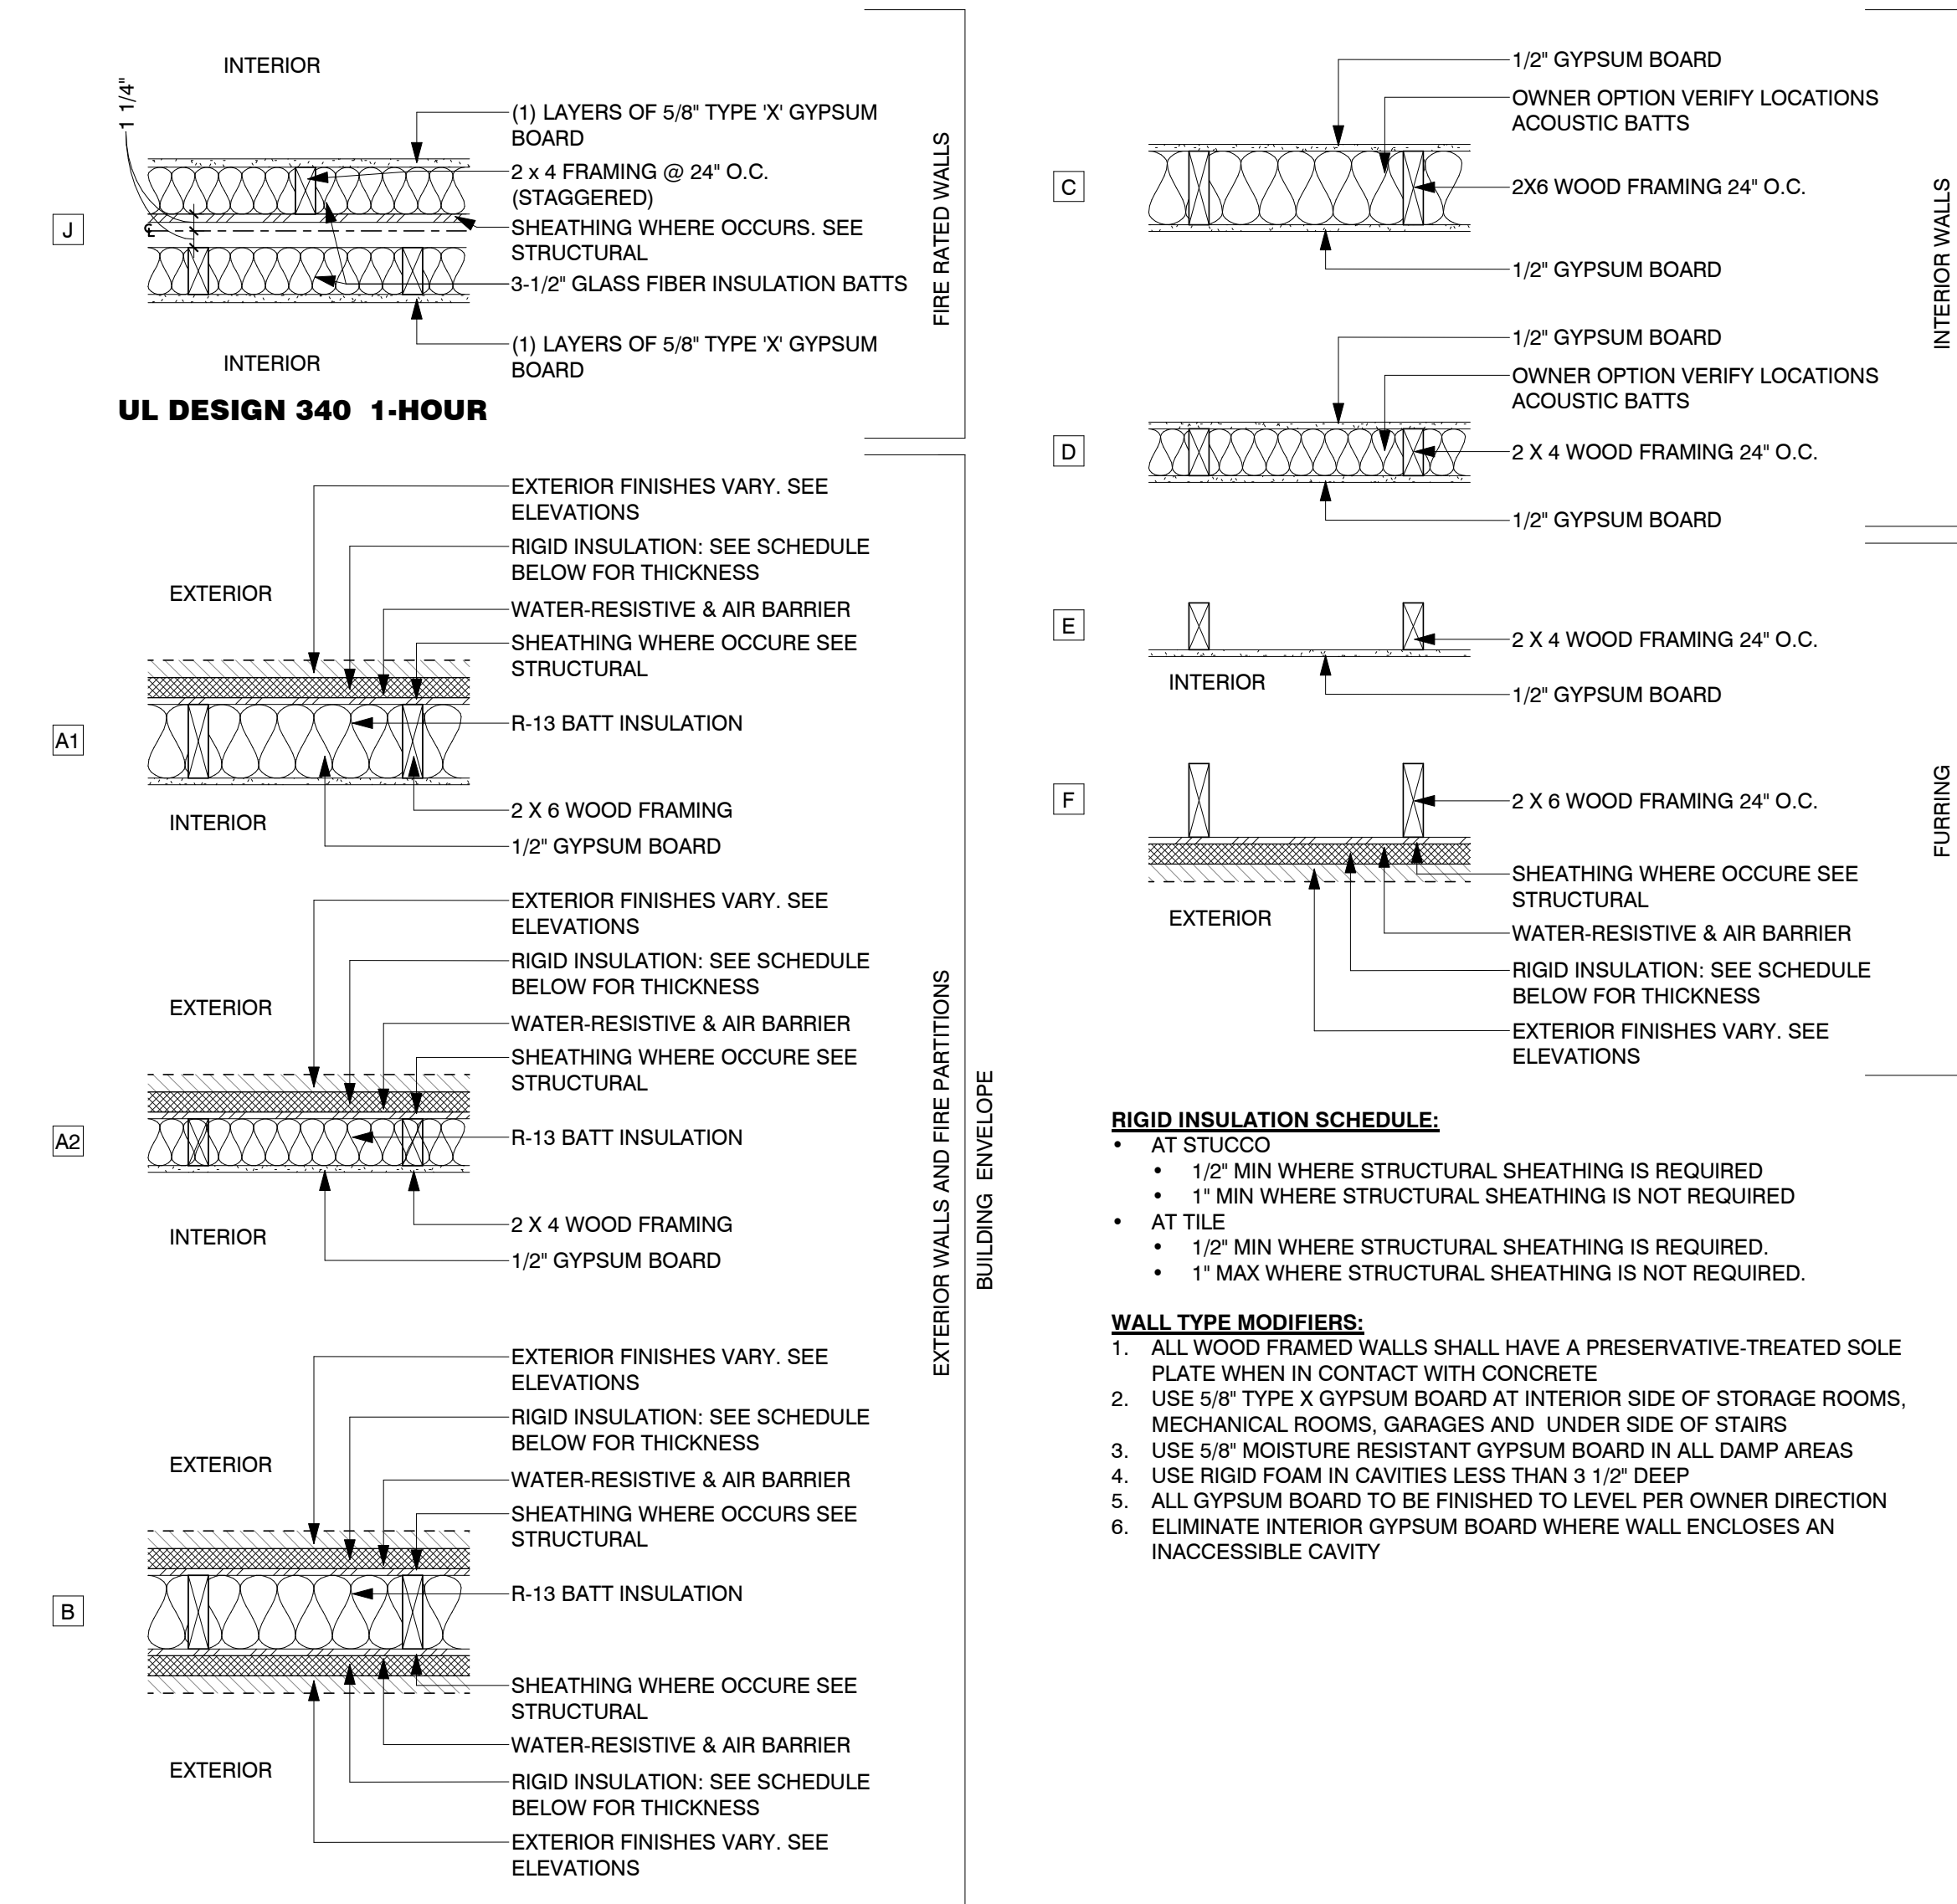 INTERIOR
1 1/4"
(1) LAYERS OF 5/8" TYPE 'X' GYPSUM
BOARD
2 x 4 FRAMING @ 24" O.C.
(STAGGERED)
J
SHEATHING WHERE OCCURS. SEE
STRUCTURAL
℄
3-1/2" GLASS FIBER INSULATION BATTS
(1) LAYERS OF 5/8" TYPE 'X' GYPSUM
BOARD
INTERIOR
UL DESIGN 340 1-HOUR
FIRE RATED WALLS
EXTERIOR FINISHES VARY. SEE
ELEVATIONS
RIGID INSULATION: SEE SCHEDULE
BELOW FOR THICKNESS
EXTERIOR
WATER-RESISTIVE & AIR BARRIER
SHEATHING WHERE OCCURE SEE
STRUCTURAL
R-13 BATT INSULATION
A1
2 X 6 WOOD FRAMING
INTERIOR
1/2" GYPSUM BOARD
EXTERIOR FINISHES VARY. SEE
ELEVATIONS
RIGID INSULATION: SEE SCHEDULE
BELOW FOR THICKNESS
EXTERIOR
WATER-RESISTIVE & AIR BARRIER
SHEATHING WHERE OCCURE SEE
STRUCTURAL
R-13 BATT INSULATION
A2
2 X 4 WOOD FRAMING
INTERIOR
1/2" GYPSUM BOARD
EXTERIOR FINISHES VARY. SEE
ELEVATIONS
RIGID INSULATION: SEE SCHEDULE
BELOW FOR THICKNESS
EXTERIOR
WATER-RESISTIVE & AIR BARRIER
SHEATHING WHERE OCCURS SEE
STRUCTURAL
R-13 BATT INSULATION
B
SHEATHING WHERE OCCURE SEE
STRUCTURAL
WATER-RESISTIVE & AIR BARRIER
EXTERIOR
RIGID INSULATION: SEE SCHEDULE
BELOW FOR THICKNESS
EXTERIOR FINISHES VARY. SEE
ELEVATIONS
EXTERIOR WALLS AND FIRE PARTITIONS
BUILDING ENVELOPE
1/2" GYPSUM BOARD
OWNER OPTION VERIFY LOCATIONS
ACOUSTIC BATTS
C
2X6 WOOD FRAMING 24" O.C.
1/2" GYPSUM BOARD
1/2" GYPSUM BOARD
OWNER OPTION VERIFY LOCATIONS
ACOUSTIC BATTS
D
2 X 4 WOOD FRAMING 24" O.C.
1/2" GYPSUM BOARD
INTERIOR WALLS
E
2 X 4 WOOD FRAMING 24" O.C.
INTERIOR
1/2" GYPSUM BOARD
F
2 X 6 WOOD FRAMING 24" O.C.
SHEATHING WHERE OCCURE SEE
STRUCTURAL
EXTERIOR
WATER-RESISTIVE & AIR BARRIER
RIGID INSULATION: SEE SCHEDULE
BELOW FOR THICKNESS
EXTERIOR FINISHES VARY. SEE
ELEVATIONS
FURRING
RIGID INSULATION SCHEDULE:
• AT STUCCO
• 1/2" MIN WHERE STRUCTURAL SHEATHING IS REQUIRED
• 1" MIN WHERE STRUCTURAL SHEATHING IS NOT REQUIRED
• AT TILE
• 1/2" MIN WHERE STRUCTURAL SHEATHING IS REQUIRED.
• 1" MAX WHERE STRUCTURAL SHEATHING IS NOT REQUIRED.
WALL TYPE MODIFIERS:
1. ALL WOOD FRAMED WALLS SHALL HAVE A PRESERVATIVE-TREATED SOLE
PLATE WHEN IN CONTACT WITH CONCRETE
2. USE 5/8" TYPE X GYPSUM BOARD AT INTERIOR SIDE OF STORAGE ROOMS,
MECHANICAL ROOMS, GARAGES AND UNDER SIDE OF STAIRS
3. USE 5/8" MOISTURE RESISTANT GYPSUM BOARD IN ALL DAMP AREAS
4. USE RIGID FOAM IN CAVITIES LESS THAN 3 1/2" DEEP
5. ALL GYPSUM BOARD TO BE FINISHED TO LEVEL PER OWNER DIRECTION
6. ELIMINATE INTERIOR GYPSUM BOARD WHERE WALL ENCLOSES AN
INACCESSIBLE CAVITY